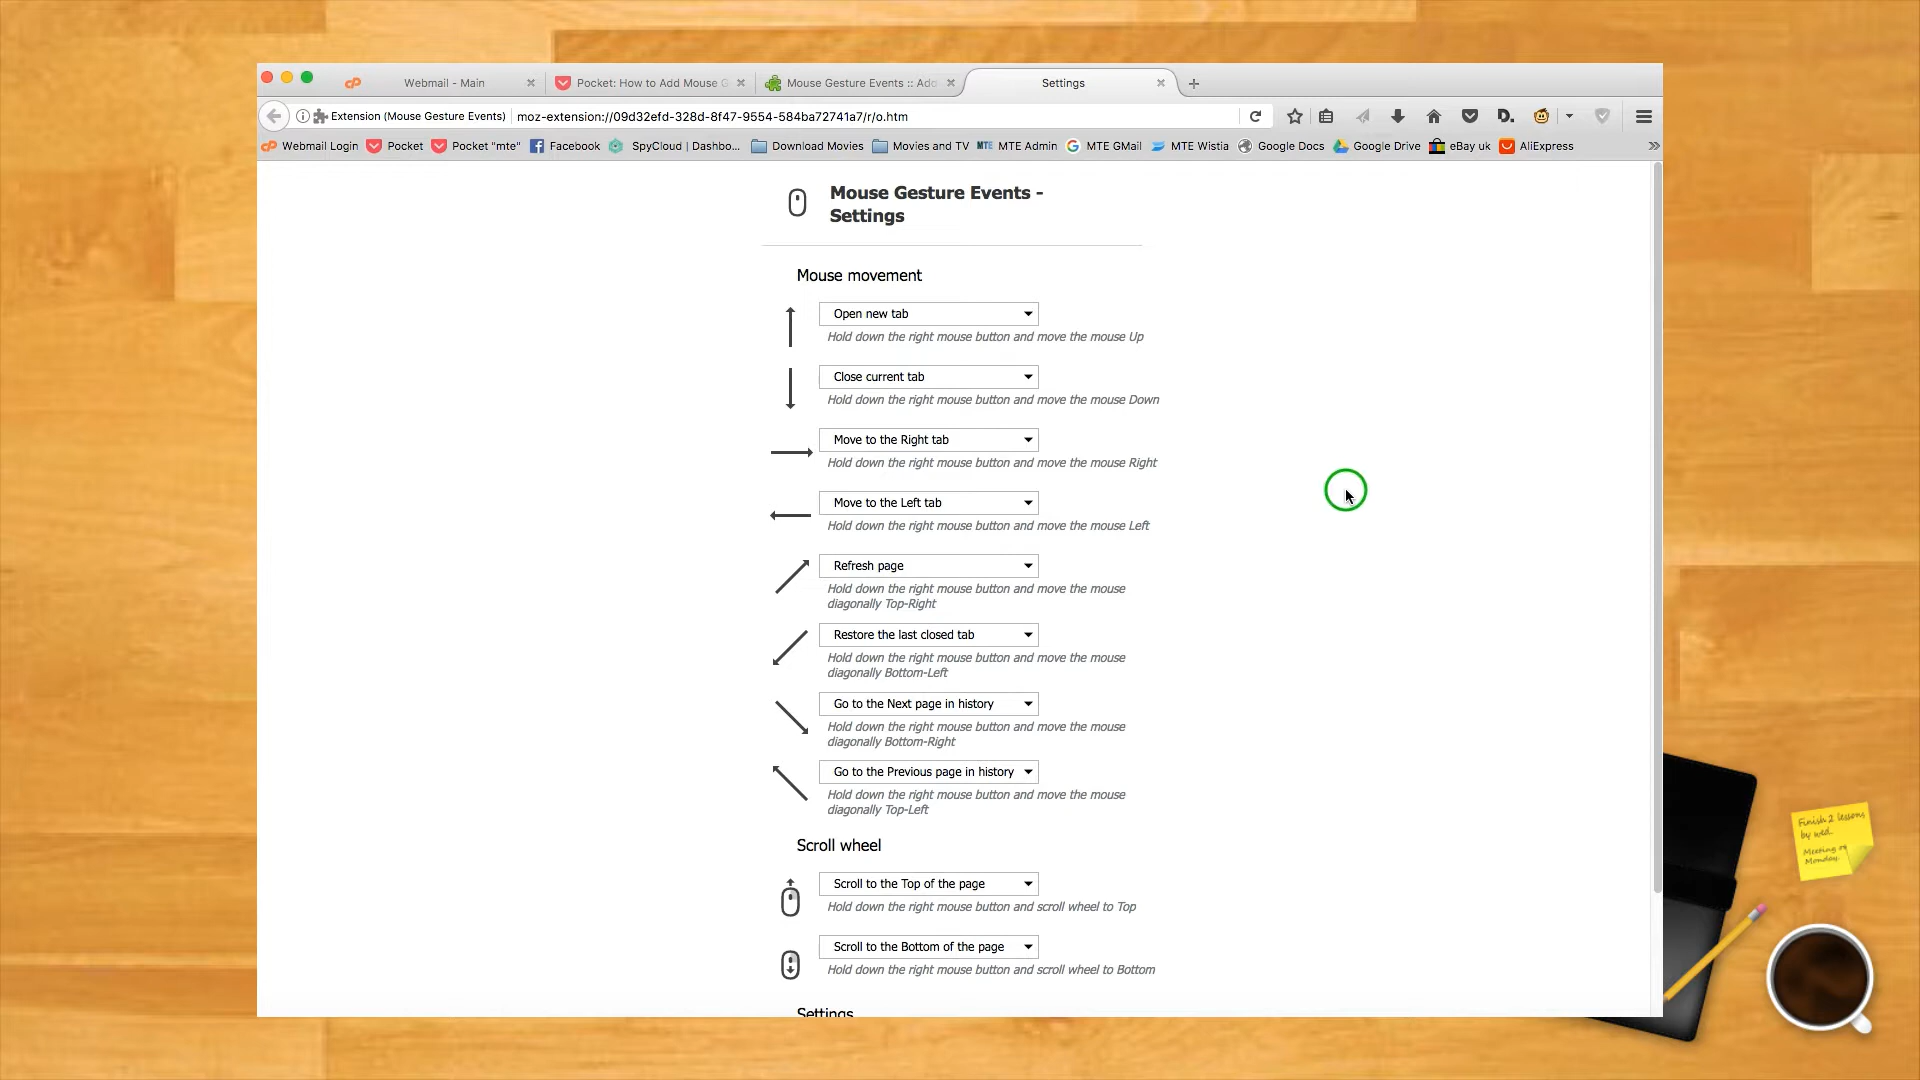 Webmail - Main
Pocket: How to Add Mouse G
Mouse Gesture Events :: Add
Settings
Extension (Mouse Gesture Events)
moz-extension://09d32efd-328d-8f47-9554-584ba72741a7/r/o.htm
D.
Webmail Login
Pocket
Pocket "mte"
Facebook
SpyCloud | Dashbo...
Download Movies
Movies and TV
MTE MTE Admin
MTE GMail
MTE Wistia
Google Docs
Google Drive
eBay uk
AliExpress
Mouse Gesture Events -
Settings
Mouse movement
Open new tab
Hold down the right mouse button and move the mouse Up
Close current tab
Hold down the right mouse button and move the mouse Down
Move to the Right tab
Hold down the right mouse button and move the mouse Right
Move to the Left tab
Hold down the right mouse button and move the mouse Left
Refresh page
Hold down the right mouse button and move the mouse
diagonally Top-Right
Restore the last closed tab
Hold down the right mouse button and move the mouse
diagonally Bottom-Left
Go to the Next page in history
Hold down the right mouse button and move the mouse
diagonally Bottom-Right
Go to the Previous page in history
Hold down the right mouse button and move the mouse
diagonally Top-Left
Scroll wheel
Scroll to the Top of the page
Hold down the right mouse button and scroll wheel to Top
Scroll to the Bottom of the page
Hold down the right mouse button and scroll wheel to Bottom
Settings
Finish 2 lessons
by wed.
Meeting on
Monday.